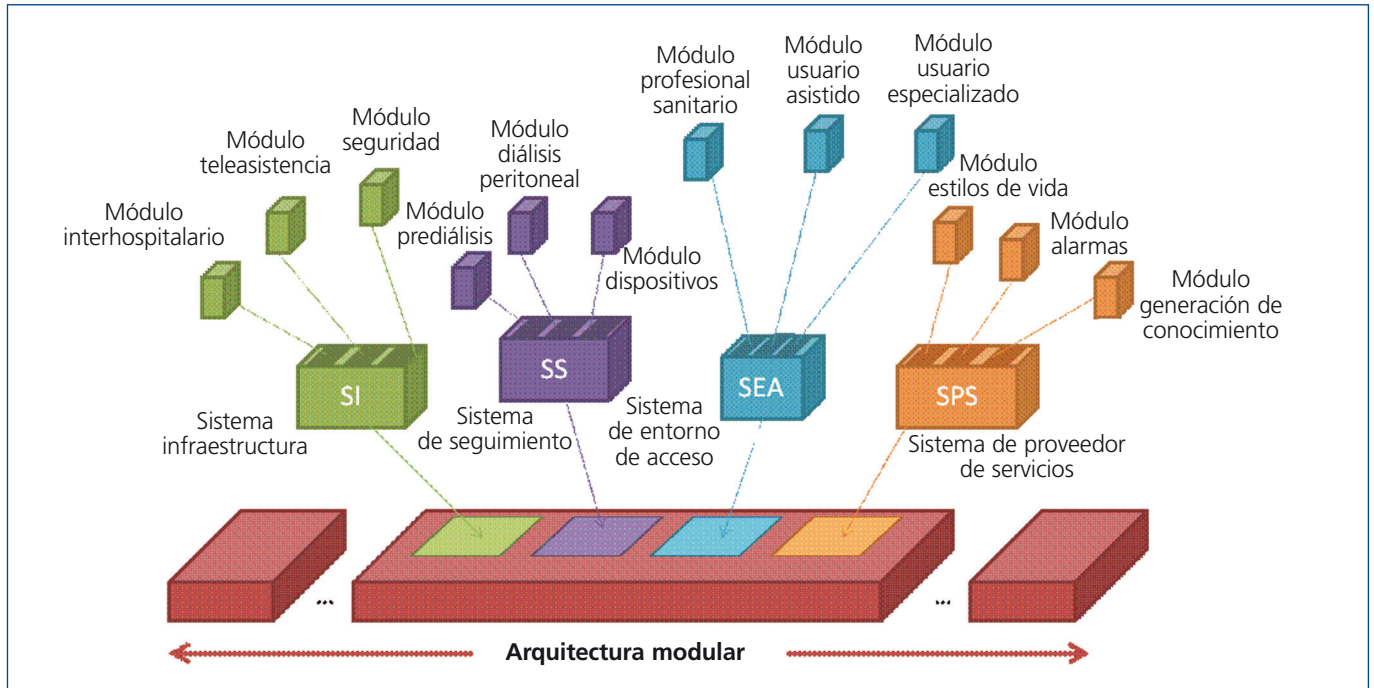 Módulo
interhospitalario
Módulo
teleasistencia
Módulo
seguridad
Módulo
prediálisis
Módulo
diálisis
peritoneal
Módulo
dispositivos
Módulo
profesional
sanitario
Módulo
usuario
asistido
Módulo
usuario
especializado
Módulo
estilos de vida
Módulo
alarmas
Módulo
generación de
conocimiento
SI
SS
SEA
SPS
Sistema
infraestructura
Sistema
de seguimiento
Sistema
de entorno
de acceso
Sistema de proveedor
de servicios
...
...
Arquitectura modular